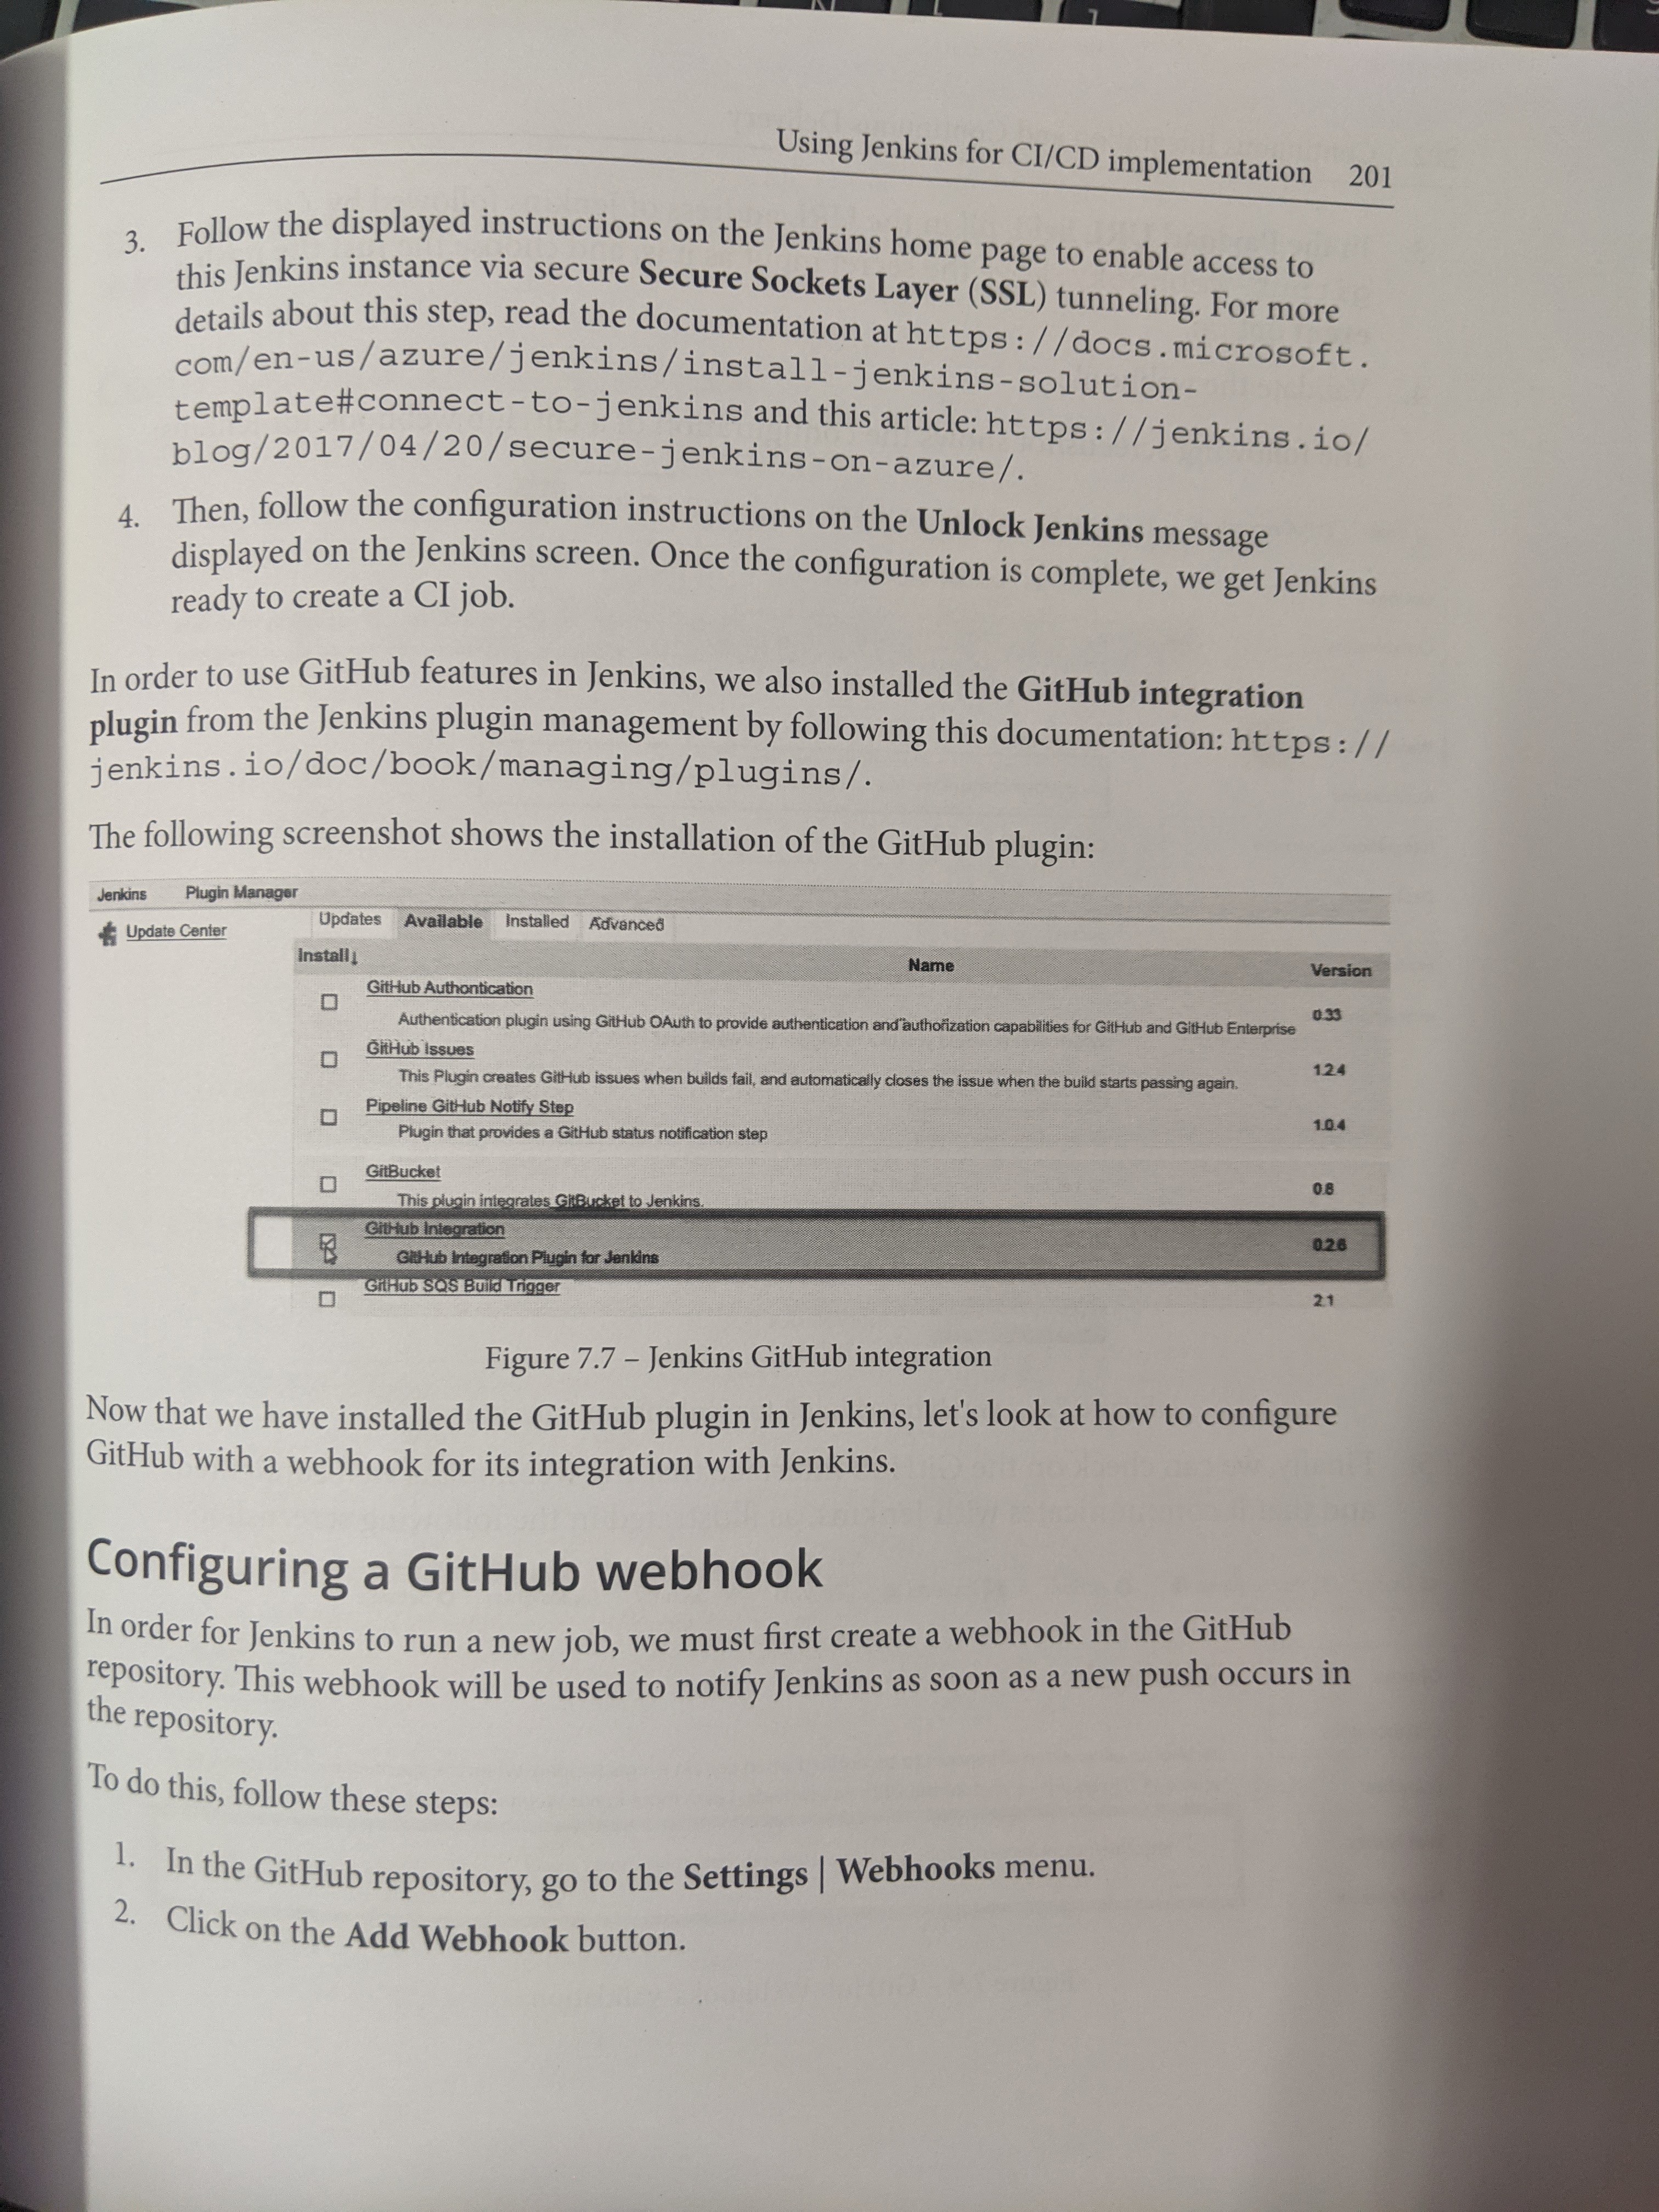 Using Jenkins for CI/CD implementation 201
3. Follow the displayed instructions on the Jenkins home page to enable access to
this Jenkins instance via secure Secure Sockets Layer (SSL) tunneling. For more
details about this step, read the documentation at https://docs.microsoft.
com/en-us/azure/jenkins/install-jenkins-solution-
template#connect-to-jenkins and this article: https://jenkins.io/
blog/2017/04/20/secure-jenkins-on-azure/.
4. Then, follow the configuration instructions on the Unlock Jenkins message
displayed on the Jenkins screen. Once the configuration is complete, we get Jenkins
ready to create a CI job.
In order to use GitHub features in Jenkins, we also installed the GitHub integration
plugin from the Jenkins plugin management by following this documentation: https://
jenkins.io/doc/book/managing/plugins/.
The following screenshot shows the installation of the GitHub plugin:
Jenkins Plugin Manager
Update Center
Updates Available Installed Advanced
Install↓ Name Version
GitHub Authontication
Authentication plugin using GitHub OAuth to provide authentication and authorization capabilities for GitHub and GitHub Enterprise 0.33
GitHub Issues
This Plugin creates GitHub issues when builds fail, and automatically closes the issue when the build starts passing again. 1.2.4
Pipeline GitHub Notify Step
Plugin that provides a GitHub status notification step 1.0.4
GitBucket
This plugin integrates GitBucket to Jenkins. 0.8
GitHub Integration
GitHub Integration Plugin for Jenkins 0.2.6
GitHub SQS Build Trigger
2.1
Figure 7.7 – Jenkins GitHub integration
Now that we have installed the GitHub plugin in Jenkins, let's look at how to configure
GitHub with a webhook for its integration with Jenkins.
Configuring a GitHub webhook
In order for Jenkins to run a new job, we must first create a webhook in the GitHub
repository. This webhook will be used to notify Jenkins as soon as a new push occurs in
the repository.
To do this, follow these steps:
1. In the GitHub repository, go to the Settings | Webhooks menu.
2. Click on the Add Webhook button.